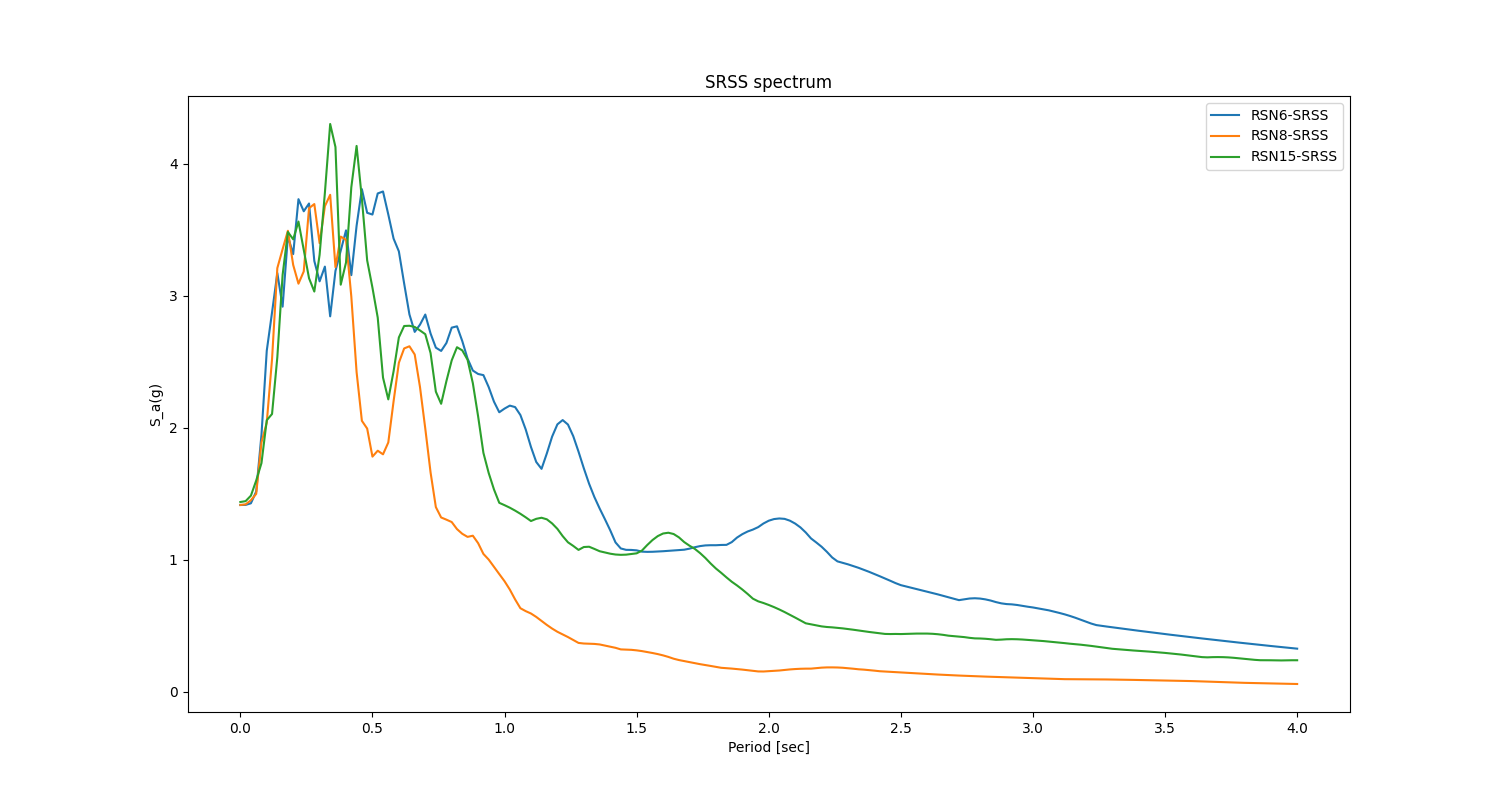 SRSS spectrum
RSN6-SRSS
RSN8-SRSS
RSN15-SRSS
S_a(g)
4
3
2
1
0
0.0 0.5 1.0 1.5 2.0 2.5 3.0 3.5 4.0
Period [sec]